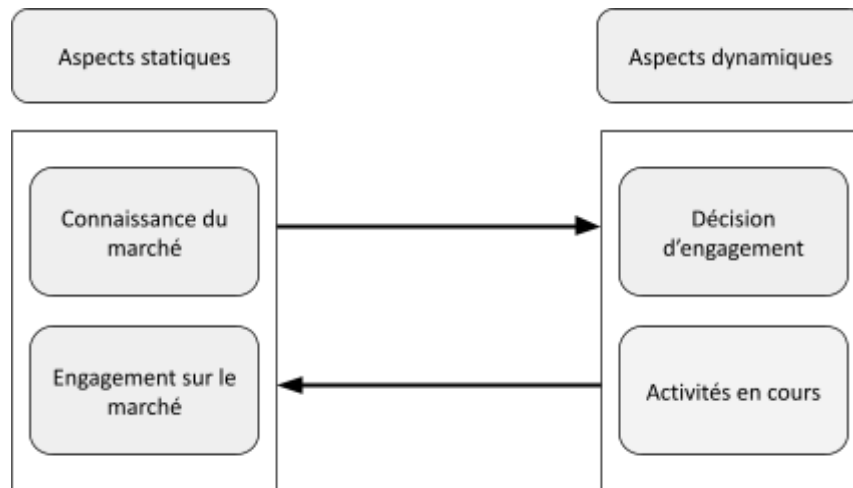 Aspects statiques
Aspects dynamiques
Connaissance du
marché
Décision
d’engagement
Engagement sur le
marché
Activités en cours